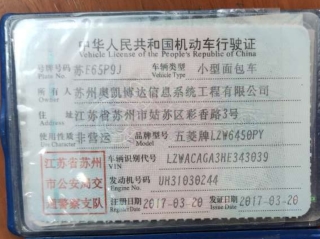 中华人民共和国机动车行驶证
Vehicle License of the People's Republic of China
号牌号码 苏F65P9J 车辆类型 小型面包车
Plate No. Vehicle Type
所有人 苏州奥凯博达信息系统工程有限公司
Owner
住址 江苏省苏州市姑苏区彩香路3号
Address
使用性质 非营运 品牌型号 五菱牌LZW6450PY
Use Character Model
江苏省苏州
市公安局交
通警察支队
车辆识别代号 LZWACAGA3HE343039
VIN
发动机号码 UH31030244
Engine No.
注册日期 2017-03-20 发证日期 2017-03-20
Register Date Issue Date